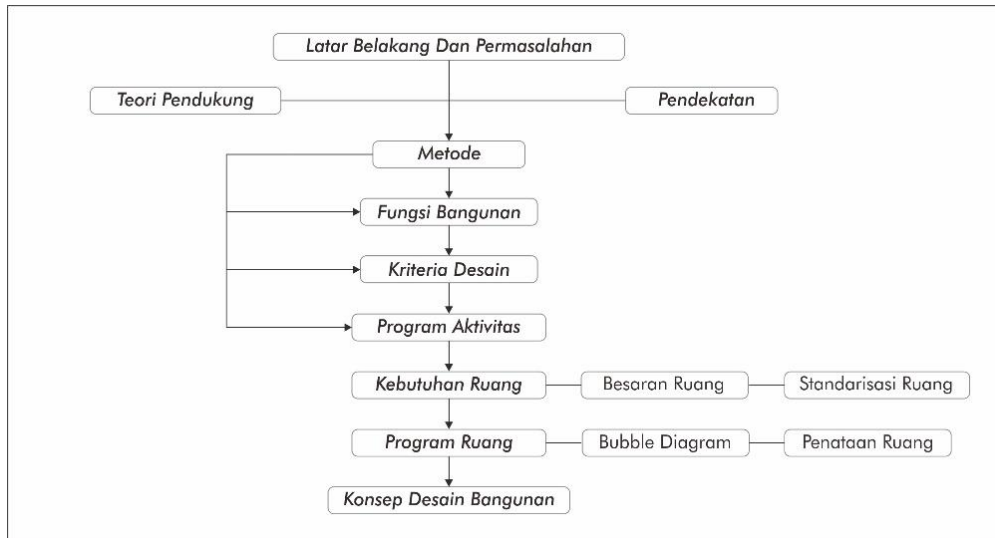 Latar Belakang Dan Permasalahan
Teori Pendukung
Pendekatan
Metode
Fungsi Bangunan
Kriteria Desain
Program Aktivitas
Kebutuhan Ruang
Besaran Ruang
Standarisasi Ruang
Program Ruang
Bubble Diagram
Penataan Ruang
Konsep Desain Bangunan